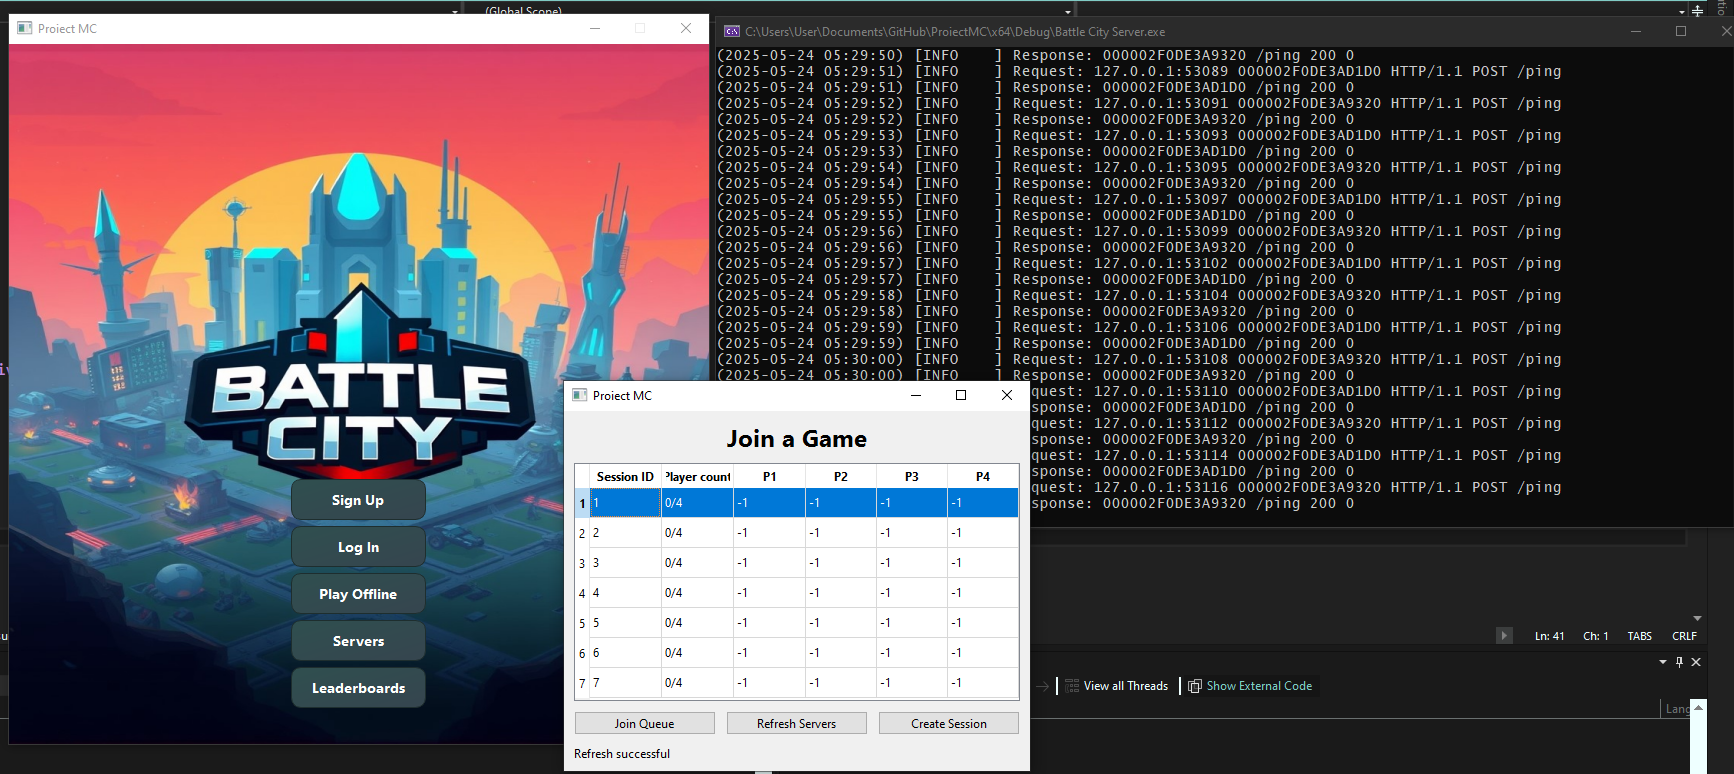 (Global Scope)
Proiect MC
BATTLE
CITY
Sign Up
Log In
Play Offline
Servers
Leaderboards
C:\Users\User\Documents\GitHub\ProiectMC\x64\Debug\Battle City Server.exe
(2025-05-24 05:29:50) [INFO    ] Response: 000002F0DE3A9320 /ping 200 0
(2025-05-24 05:29:51) [INFO    ] Request: 127.0.0.1:53089 000002F0DE3AD1D0 HTTP/1.1 POST /ping
(2025-05-24 05:29:51) [INFO    ] Response: 000002F0DE3AD1D0 /ping 200 0
(2025-05-24 05:29:52) [INFO    ] Request: 127.0.0.1:53091 000002F0DE3A9320 HTTP/1.1 POST /ping
(2025-05-24 05:29:52) [INFO    ] Response: 000002F0DE3A9320 /ping 200 0
(2025-05-24 05:29:53) [INFO    ] Request: 127.0.0.1:53093 000002F0DE3AD1D0 HTTP/1.1 POST /ping
(2025-05-24 05:29:53) [INFO    ] Response: 000002F0DE3AD1D0 /ping 200 0
(2025-05-24 05:29:54) [INFO    ] Request: 127.0.0.1:53095 000002F0DE3A9320 HTTP/1.1 POST /ping
(2025-05-24 05:29:54) [INFO    ] Response: 000002F0DE3A9320 /ping 200 0
(2025-05-24 05:29:55) [INFO    ] Request: 127.0.0.1:53097 000002F0DE3AD1D0 HTTP/1.1 POST /ping
(2025-05-24 05:29:55) [INFO    ] Response: 000002F0DE3AD1D0 /ping 200 0
(2025-05-24 05:29:56) [INFO    ] Request: 127.0.0.1:53099 000002F0DE3A9320 HTTP/1.1 POST /ping
(2025-05-24 05:29:56) [INFO    ] Response: 000002F0DE3A9320 /ping 200 0
(2025-05-24 05:29:57) [INFO    ] Request: 127.0.0.1:53102 000002F0DE3AD1D0 HTTP/1.1 POST /ping
(2025-05-24 05:29:57) [INFO    ] Response: 000002F0DE3AD1D0 /ping 200 0
(2025-05-24 05:29:58) [INFO    ] Request: 127.0.0.1:53104 000002F0DE3A9320 HTTP/1.1 POST /ping
(2025-05-24 05:29:58) [INFO    ] Response: 000002F0DE3A9320 /ping 200 0
(2025-05-24 05:29:59) [INFO    ] Request: 127.0.0.1:53106 000002F0DE3AD1D0 HTTP/1.1 POST /ping
(2025-05-24 05:29:59) [INFO    ] Response: 000002F0DE3AD1D0 /ping 200 0
(2025-05-24 05:30:00) [INFO    ] Request: 127.0.0.1:53108 000002F0DE3A9320 HTTP/1.1 POST /ping
(2025-05-24 05:30:00) [INFO    ] Response: 000002F0DE3A9320 /ping 200 0
quest: 127.0.0.1:53110 000002F0DE3AD1D0 HTTP/1.1 POST /ping
sponse: 000002F0DE3AD1D0 /ping 200 0
quest: 127.0.0.1:53112 000002F0DE3A9320 HTTP/1.1 POST /ping
sponse: 000002F0DE3A9320 /ping 200 0
quest: 127.0.0.1:53114 000002F0DE3AD1D0 HTTP/1.1 POST /ping
sponse: 000002F0DE3AD1D0 /ping 200 0
quest: 127.0.0.1:53116 000002F0DE3A9320 HTTP/1.1 POST /ping
sponse: 000002F0DE3A9320 /ping 200 0
Proiect MC
Join a Game
Session ID Player count P1 P2 P3 P4
1 1 0/4 -1 -1 -1 -1
2 2 0/4 -1 -1 -1 -1
3 3 0/4 -1 -1 -1 -1
4 4 0/4 -1 -1 -1 -1
5 5 0/4 -1 -1 -1 -1
6 6 0/4 -1 -1 -1 -1
7 7 0/4 -1 -1 -1 -1
Join Queue Refresh Servers Create Session
Refresh successful
Ln: 41 Ch: 1 TABS CRLF
View all Threads Show External Code
Lang